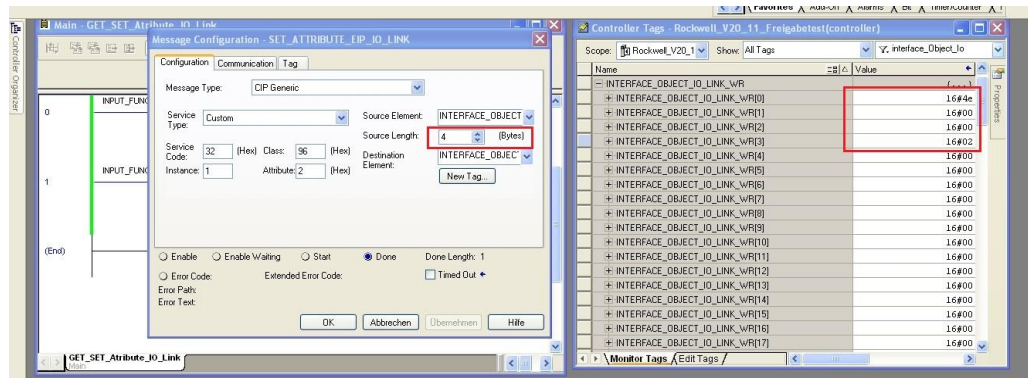 Favorites Add-On Alarms Bit Timer/Counter
Controller Organizer
Main - GET_SET_Atribute_IO_Link
0
INPUT_FUNC
1
INPUT_FUNC
(End)
GET_SET_Atribute_IO_Link
Main
Message Configuration - SET_ATTRIBUTE_EIP_IO_LINK
Configuration Communication Tag
Message Type: CIP Generic
Service Type: Custom
Source Element: INTERFACE_OBJECT
Source Length: 4 (Bytes)
Service Code: 32 (Hex) Class: 96 (Hex)
Destination Element: INTERFACE_OBJEC
Instance: 1 Attribute: 2 (Hex)
New Tag...
Enable Enable Waiting Start Done Done Length: 1
Error Code: Extended Error Code: Timed Out
Error Path:
Error Text:
OK Abbrechen Übernehmen Hilfe
Controller Tags - Rockwell_V20_11_Freigabetest(controller)
Scope: Rockwell_V20_1 Show: All Tags interface_Object_Io
Name Value
INTERFACE_OBJECT_IO_LINK_WR {...}
INTERFACE_OBJECT_IO_LINK_WR[0] 16#4e
INTERFACE_OBJECT_IO_LINK_WR[1] 16#00
INTERFACE_OBJECT_IO_LINK_WR[2] 16#00
INTERFACE_OBJECT_IO_LINK_WR[3] 16#02
INTERFACE_OBJECT_IO_LINK_WR[4] 16#00
INTERFACE_OBJECT_IO_LINK_WR[5] 16#00
INTERFACE_OBJECT_IO_LINK_WR[6] 16#00
INTERFACE_OBJECT_IO_LINK_WR[7] 16#00
INTERFACE_OBJECT_IO_LINK_WR[8] 16#00
INTERFACE_OBJECT_IO_LINK_WR[9] 16#00
INTERFACE_OBJECT_IO_LINK_WR[10] 16#00
INTERFACE_OBJECT_IO_LINK_WR[11] 16#00
INTERFACE_OBJECT_IO_LINK_WR[12] 16#00
INTERFACE_OBJECT_IO_LINK_WR[13] 16#00
INTERFACE_OBJECT_IO_LINK_WR[14] 16#00
INTERFACE_OBJECT_IO_LINK_WR[15] 16#00
INTERFACE_OBJECT_IO_LINK_WR[16] 16#00
INTERFACE_OBJECT_IO_LINK_WR[17] 16#00
Monitor Tags Edit Tags
Properties